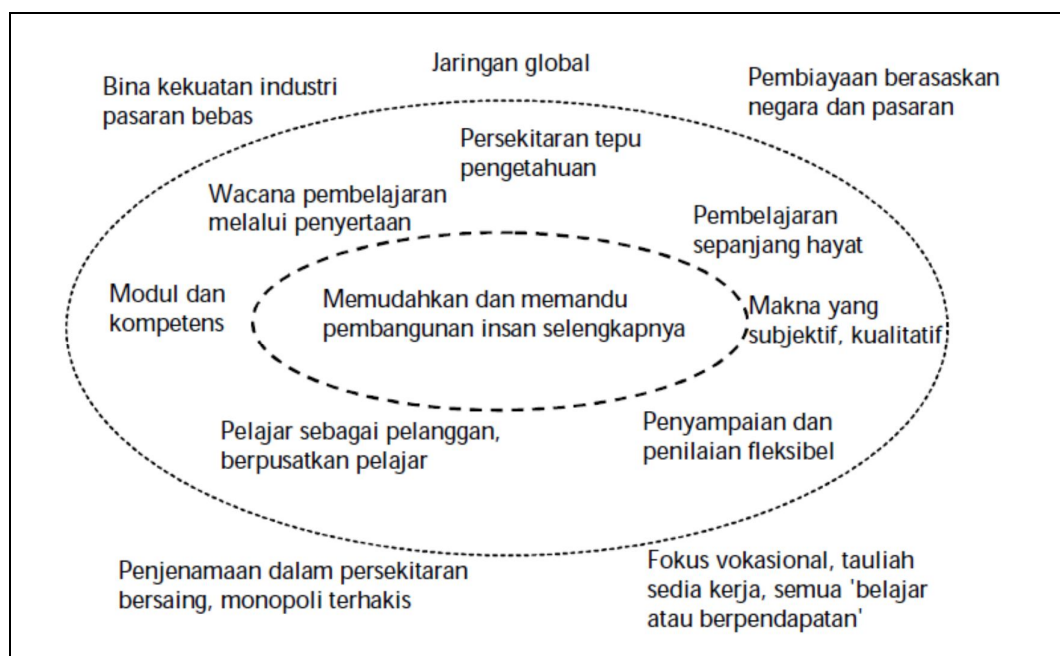 Jaringan global
Bina kekuatan industri
pasaran bebas
Pembiayaan berasaskan
negara dan pasaran
Persekitaran tepu
pengetahuan
Wacana pembelajaran
melalui penyertaan
Pembelajaran
sepanjang hayat
Modul dan
kompetens
Memudahkan dan memandu
pembangunan insan selengkapnya
Makna yang
subjektif, kualitatif
Pelajar sebagai pelanggan,
berpusatkan pelajar
Penyampaian dan
penilaian fleksibel
Penjenamaan dalam persekitaran
bersaing, monopoli terhakis
Fokus vokasional, tauliah
sedia kerja, semua 'belajar
atau berpendapatan'